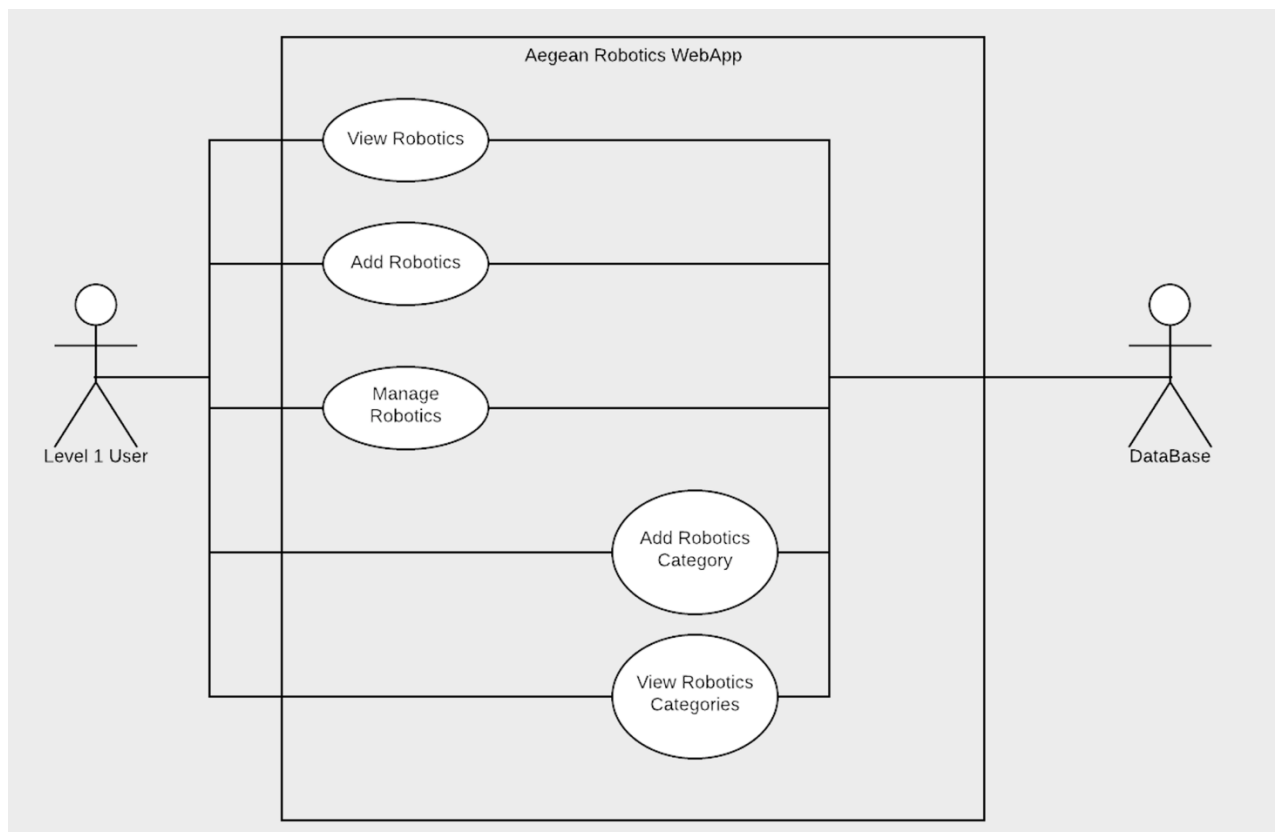 Aegean Robotics WebApp
View Robotics
Add Robotics
Manage
Robotics
Level 1 User
DataBase
Add Robotics
Category
View Robotics
Categories